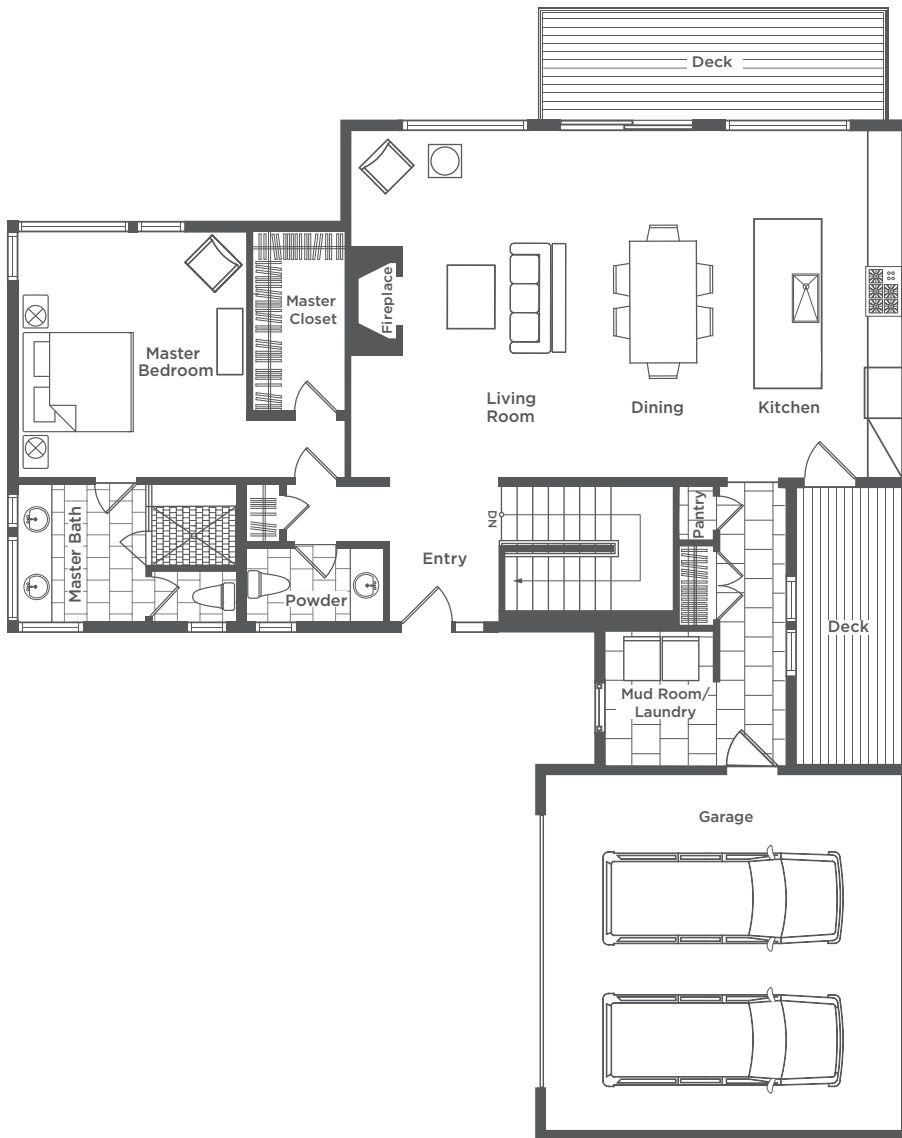 Deck
Fireplace
Master
Closet
Master
Bedroom
Living
Room
Dining
Kitchen
Master Bath
DN
Pantry
Entry
Powder
Deck
Mud Room/
Laundry
Garage